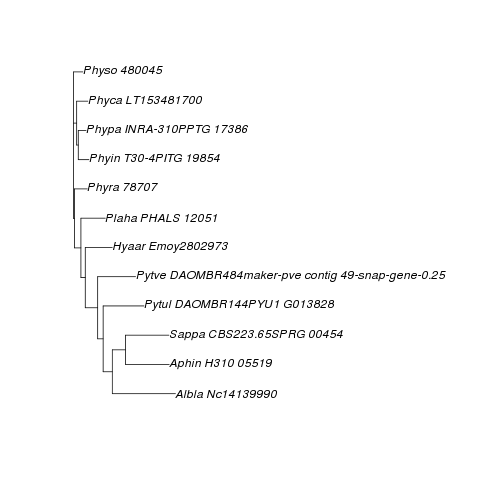 Physo 480045
Phyca LT153481700
Phypa INRA-310PPTG 17386
Phyin T30-4PITG 19854
Phyra 78707
Plaha PHALS 12051
Hyaar Emoy2802973
Pytve DAOMBR484maker-pve contig 49-snap-gene-0.25
Pytul DAOMBR144PYU1 G013828
Sappa CBS223.65SPRG 00454
Aphin H310 05519
Albla Nc14139990